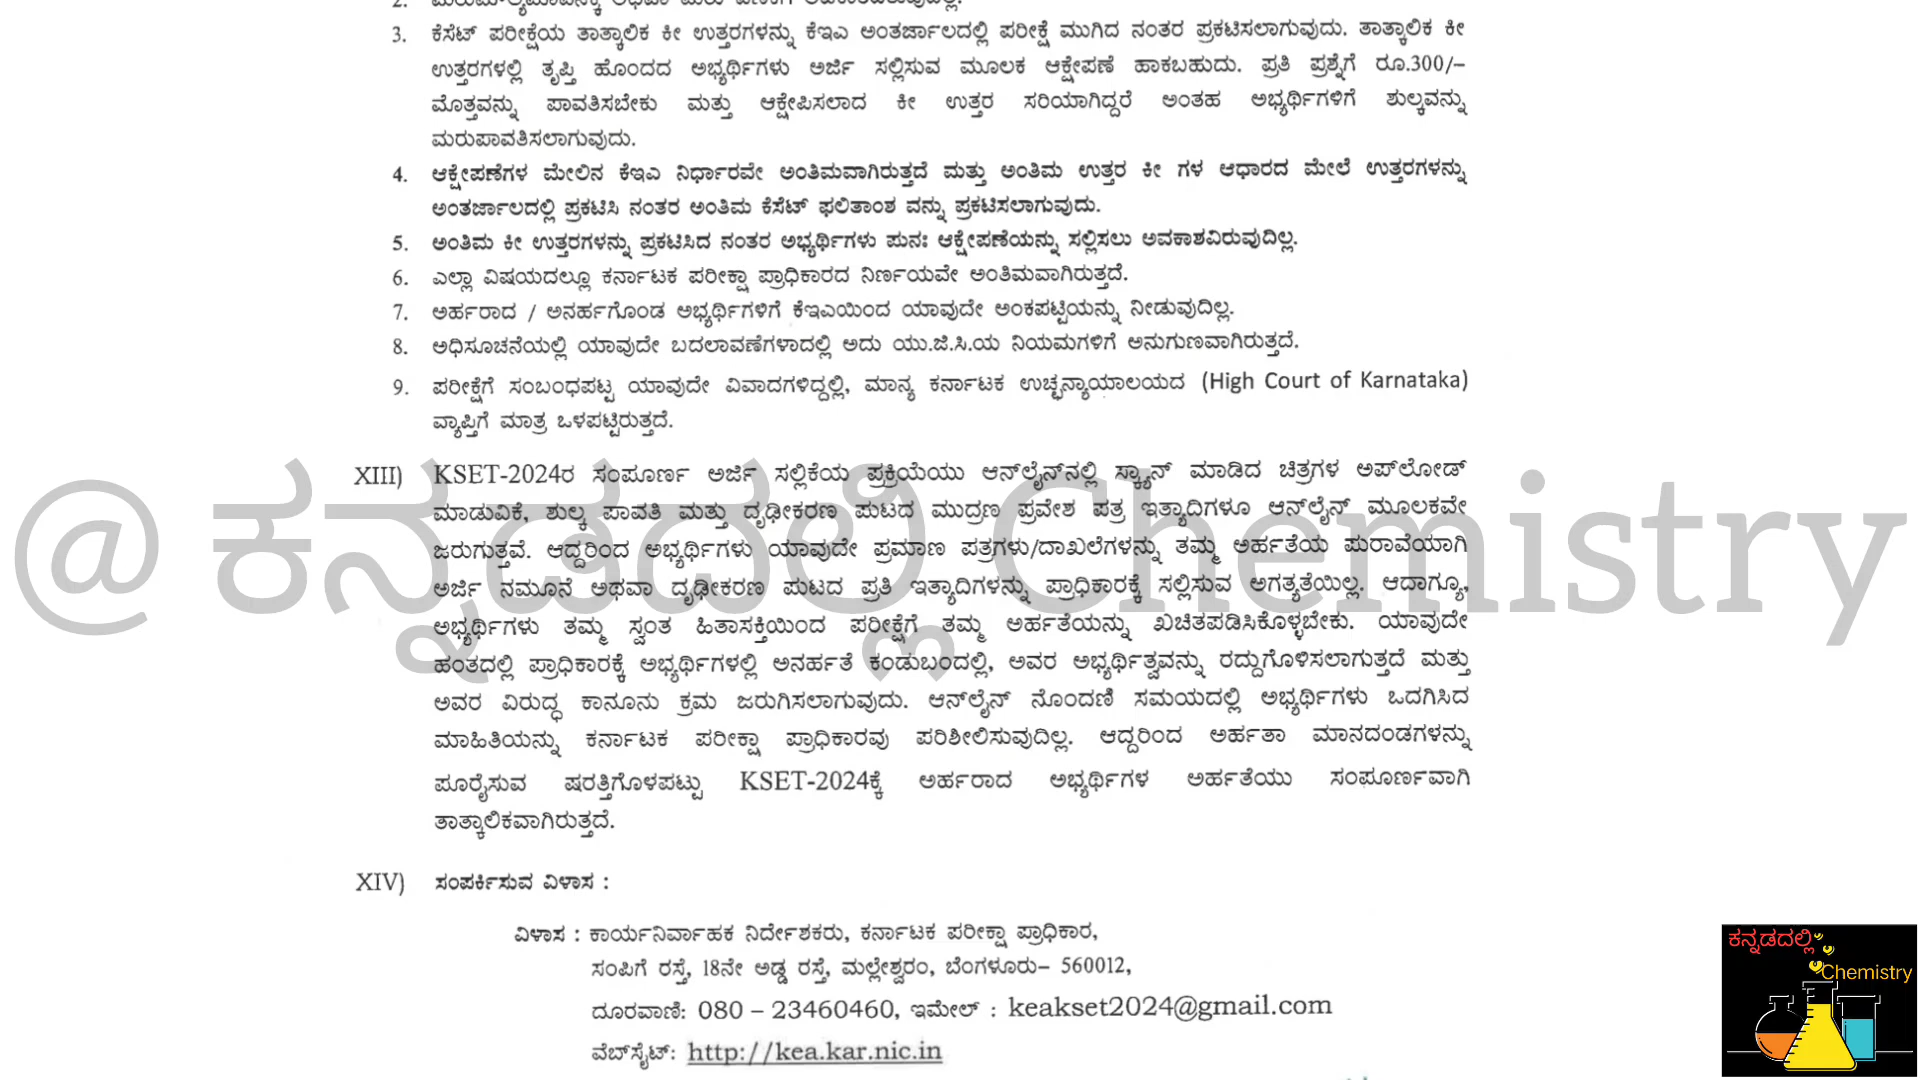 3. ಕೆಸೆಟ್ ಪರೀಕ್ಷೆಯ ತಾತ್ಕಾಲಿಕ ಕೀ ಉತ್ತರಗಳನ್ನು ಕೆಇಎ ಅಂತರ್ಜಾಲದಲ್ಲಿ ಪರೀಕ್ಷೆ ಮುಗಿದ ನಂತರ ಪ್ರಕಟಿಸಲಾಗುವುದು. ತಾತ್ಕಾಲಿಕ ಕೀ
ಉತ್ತರಗಳಲ್ಲಿ ತೃಪ್ತಿ ಹೊಂದದ ಅಭ್ಯರ್ಥಿಗಳು ಅರ್ಜಿ ಸಲ್ಲಿಸುವ ಮೂಲಕ ಆಕ್ಷೇಪಣೆ ಹಾಕಬಹುದು. ಪ್ರತಿ ಪ್ರಶ್ನೆಗೆ ರೂ.300/–
ಮೊತ್ತವನ್ನು ಪಾವತಿಸಬೇಕು ಮತ್ತು ಆಕ್ಷೇಪಿಸಲಾದ ಕೀ ಉತ್ತರ ಸರಿಯಾಗಿದ್ದರೆ ಅಂತಹ ಅಭ್ಯರ್ಥಿಗಳಿಗೆ ಶುಲ್ಕವನ್ನು
ಮರುಪಾವತಿಸಲಾಗುವುದು.
4. ಆಕ್ಷೇಪಣೆಗಳ ಮೇಲಿನ ಕೆಇಎ ನಿರ್ಧಾರವೇ ಅಂತಿಮವಾಗಿರುತ್ತದೆ ಮತ್ತು ಅಂತಿಮ ಉತ್ತರ ಕೀ ಗಳ ಆಧಾರದ ಮೇಲೆ ಉತ್ತರಗಳನ್ನು
ಅಂತರ್ಜಾಲದಲ್ಲಿ ಪ್ರಕಟಿಸಿ ನಂತರ ಅಂತಿಮ ಕೆಸೆಟ್ ಫಲಿತಾಂಶ ವನ್ನು ಪ್ರಕಟಿಸಲಾಗುವುದು.
5. ಅಂತಿಮ ಕೀ ಉತ್ತರಗಳನ್ನು ಪ್ರಕಟಿಸಿದ ನಂತರ ಅಭ್ಯರ್ಥಿಗಳು ಪುನಃ ಆಕ್ಷೇಪಣೆಯನ್ನು ಸಲ್ಲಿಸಲು ಅವಕಾಶವಿರುವುದಿಲ್ಲ.
6. ಎಲ್ಲಾ ವಿಷಯದಲ್ಲೂ ಕರ್ನಾಟಕ ಪರೀಕ್ಷಾ ಪ್ರಾಧಿಕಾರದ ನಿರ್ಣಯವೇ ಅಂತಿಮವಾಗಿರುತ್ತದೆ.
7. ಅರ್ಹರಾದ / ಅನರ್ಹಗೊಂಡ ಅಭ್ಯರ್ಥಿಗಳಿಗೆ ಕೆಇಎಯಿಂದ ಯಾವುದೇ ಅಂಕಪಟ್ಟಿಯನ್ನು ನೀಡುವುದಿಲ್ಲ.
8. ಅಧಿಸೂಚನೆಯಲ್ಲಿ ಯಾವುದೇ ಬದಲಾವಣೆಗಳಾದಲ್ಲಿ ಅದು ಯು.ಜಿ.ಸಿ.ಯ ನಿಯಮಗಳಿಗೆ ಅನುಗುಣವಾಗಿರುತ್ತದೆ.
9. ಪರೀಕ್ಷೆಗೆ ಸಂಬಂಧಪಟ್ಟ ಯಾವುದೇ ವಿವಾದಗಳಿದ್ದಲ್ಲಿ, ಮಾನ್ಯ ಕರ್ನಾಟಕ ಉಚ್ಛನ್ಯಾಯಾಲಯದ (High Court of Karnataka)
ವ್ಯಾಪ್ತಿಗೆ ಮಾತ್ರ ಒಳಪಟ್ಟಿರುತ್ತದೆ.
XIII) KSET-2024ರ ಸಂಪೂರ್ಣ ಅರ್ಜಿ ಸಲ್ಲಿಕೆಯ ಪ್ರಕ್ರಿಯೆಯು ಆನ್‌ಲೈನ್‌ನಲ್ಲಿ ಸ್ಕ್ಯಾನ್ ಮಾಡಿದ ಚಿತ್ರಗಳ ಅಪ್‌ಲೋಡ್
ಮಾಡುವಿಕೆ, ಶುಲ್ಕ ಪಾವತಿ ಮತ್ತು ದೃಢೀಕರಣ ಪುಟದ ಮುದ್ರಣ ಪ್ರವೇಶ ಪತ್ರ ಇತ್ಯಾದಿಗಳೂ ಆನ್‌ಲೈನ್ ಮೂಲಕವೇ
ಜರುಗುತ್ತವೆ. ಆದ್ದರಿಂದ ಅಭ್ಯರ್ಥಿಗಳು ಯಾವುದೇ ಪ್ರಮಾಣ ಪತ್ರಗಳು/ದಾಖಲೆಗಳನ್ನು ತಮ್ಮ ಅರ್ಹತೆಯ ಪುರಾವೆಯಾಗಿ
ಅರ್ಜಿ ನಮೂನೆ ಅಥವಾ ದೃಢೀಕರಣ ಪುಟದ ಪ್ರತಿ ಇತ್ಯಾದಿಗಳನ್ನು ಪ್ರಾಧಿಕಾರಕ್ಕೆ ಸಲ್ಲಿಸುವ ಅಗತ್ಯತೆಯಿಲ್ಲ. ಆದಾಗ್ಯೂ,
ಅಭ್ಯರ್ಥಿಗಳು ತಮ್ಮ ಸ್ವಂತ ಹಿತಾಸಕ್ತಿಯಿಂದ ಪರೀಕ್ಷೆಗೆ ತಮ್ಮ ಅರ್ಹತೆಯನ್ನು ಖಚಿತಪಡಿಸಿಕೊಳ್ಳಬೇಕು. ಯಾವುದೇ
ಹಂತದಲ್ಲಿ ಪ್ರಾಧಿಕಾರಕ್ಕೆ ಅಭ್ಯರ್ಥಿಗಳಲ್ಲಿ ಅನರ್ಹತೆ ಕಂಡುಬಂದಲ್ಲಿ, ಅವರ ಅಭ್ಯರ್ಥಿತ್ವವನ್ನು ರದ್ದುಗೊಳಿಸಲಾಗುತ್ತದೆ ಮತ್ತು
ಅವರ ವಿರುದ್ಧ ಕಾನೂನು ಕ್ರಮ ಜರುಗಿಸಲಾಗುವುದು. ಆನ್‌ಲೈನ್ ನೊಂದಣಿ ಸಮಯದಲ್ಲಿ ಅಭ್ಯರ್ಥಿಗಳು ಒದಗಿಸಿದ
ಮಾಹಿತಿಯನ್ನು ಕರ್ನಾಟಕ ಪರೀಕ್ಷಾ ಪ್ರಾಧಿಕಾರವು ಪರಿಶೀಲಿಸುವುದಿಲ್ಲ. ಆದ್ದರಿಂದ ಅರ್ಹತಾ ಮಾನದಂಡಗಳನ್ನು
ಪೂರೈಸುವ ಷರತ್ತಿಗೊಳಪಟ್ಟು KSET-2024ಕ್ಕೆ ಅರ್ಹರಾದ ಅಭ್ಯರ್ಥಿಗಳ ಅರ್ಹತೆಯು ಸಂಪೂರ್ಣವಾಗಿ
ತಾತ್ಕಾಲಿಕವಾಗಿರುತ್ತದೆ.
@ ಕನ್ನಡದಲ್ಲಿ Chemistry
XIV) ಸಂಪರ್ಕಿಸುವ ವಿಳಾಸ :
ವಿಳಾಸ : ಕಾರ್ಯನಿರ್ವಾಹಕ ನಿರ್ದೇಶಕರು, ಕರ್ನಾಟಕ ಪರೀಕ್ಷಾ ಪ್ರಾಧಿಕಾರ,
ಸಂಪಿಗೆ ರಸ್ತೆ, 18ನೇ ಅಡ್ಡ ರಸ್ತೆ, ಮಲ್ಲೇಶ್ವರಂ, ಬೆಂಗಳೂರು– 560012,
ದೂರವಾಣಿ: 080 – 23460460, ಇಮೇಲ್ : keakset2024@gmail.com
ವೆಬ್‌ಸೈಟ್: http://kea.kar.nic.in
ಕನ್ನಡದಲ್ಲಿ
Chemistry